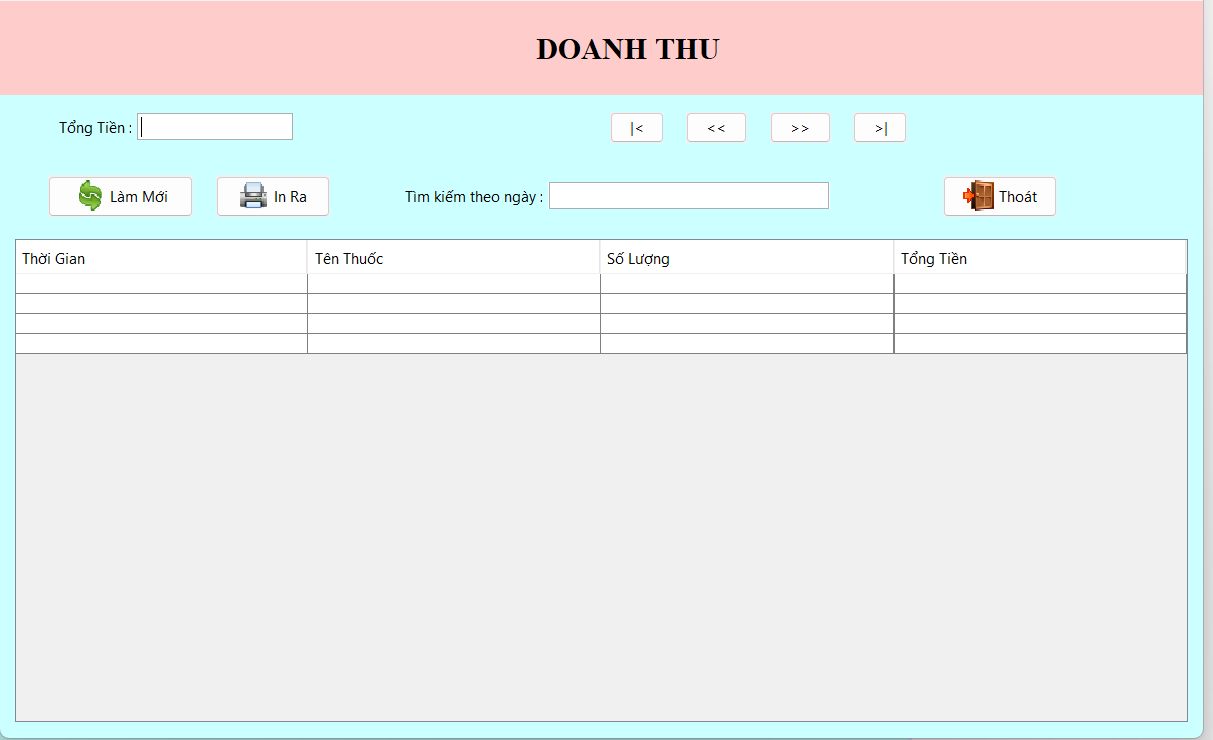 DOANH THU
Tổng Tiền :
|<
<<
>>
>|
Làm Mới
In Ra
Tìm kiếm theo ngày :
Thoát
Thời Gian
Tên Thuốc
Số Lượng
Tổng Tiền